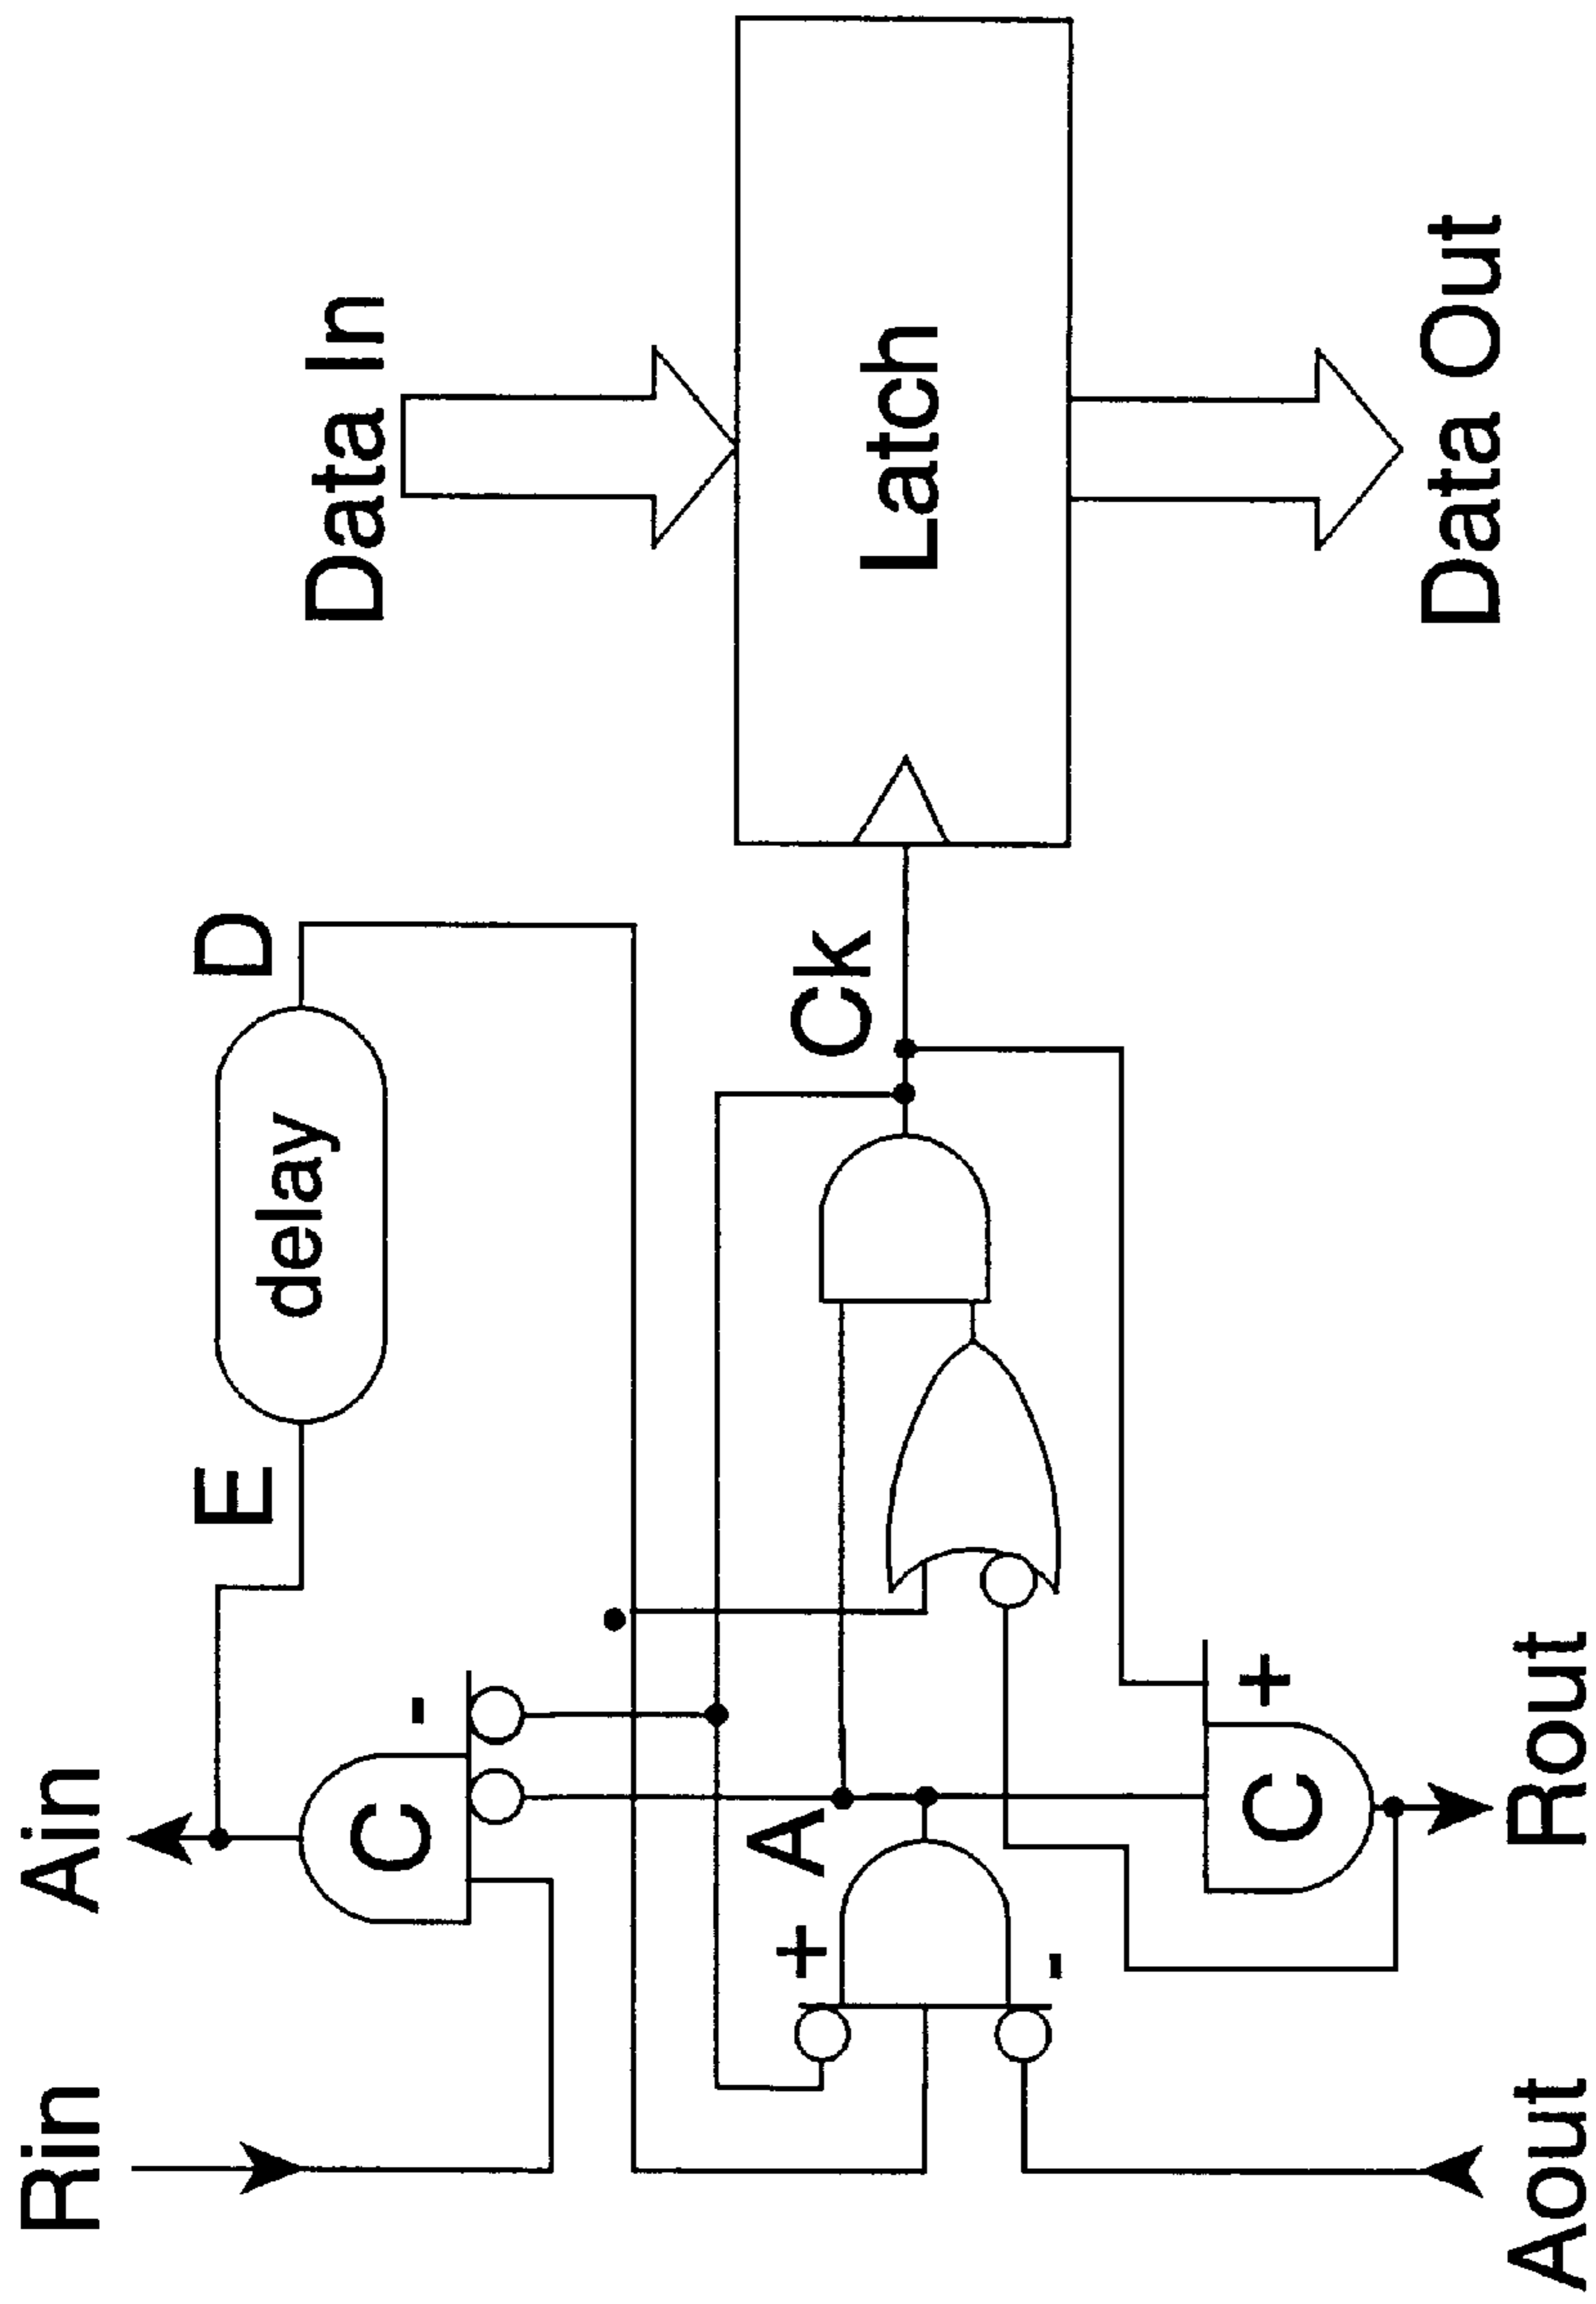 Rin
Ain
E
delay
D
Data In
C
-
+
A
-
Ck
Latch
C
+
Aout
Rout
Data Out